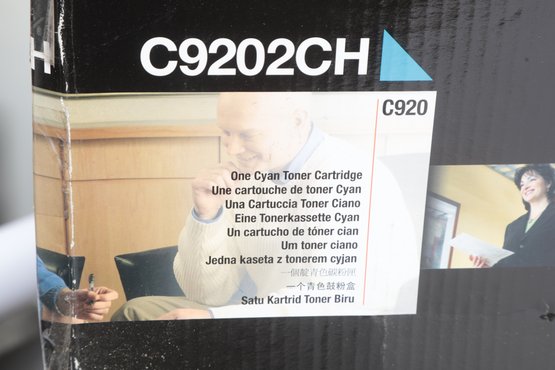 H
C9202CH
C920
One Cyan Toner Cartridge
Une cartouche de toner Cyan
Una Cartuccia Toner Ciano
Eine Tonerkassette Cyan
Un cartucho de tóner cian
Um toner ciano
Jedna kaseta z tonerem cyjan
一個靛青色碳粉匣
一个青色鼓粉盒
Satu Kartrid Toner Biru